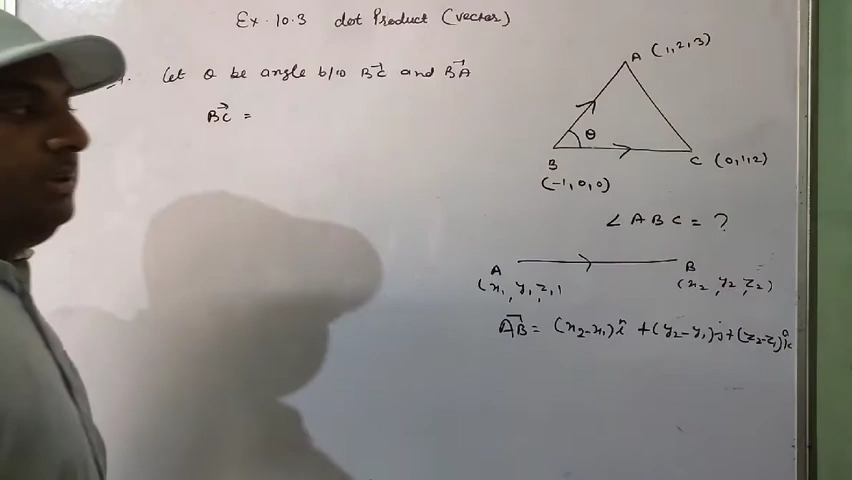 Ex. 10.3 dot Product (vector)
Let θ be angle b/w BC→ and BA→
BC→ =
A (1,2,3)
θ
B
(-1,0,0)
C (0,1,2)
∠ABC = ?
A
(x₁, y₁, z₁)
B
(x₂, y₂, z₂)
AB→ = (x₂-x₁)î + (y₂-y₁)ĵ + (z₂-z₁)k̂